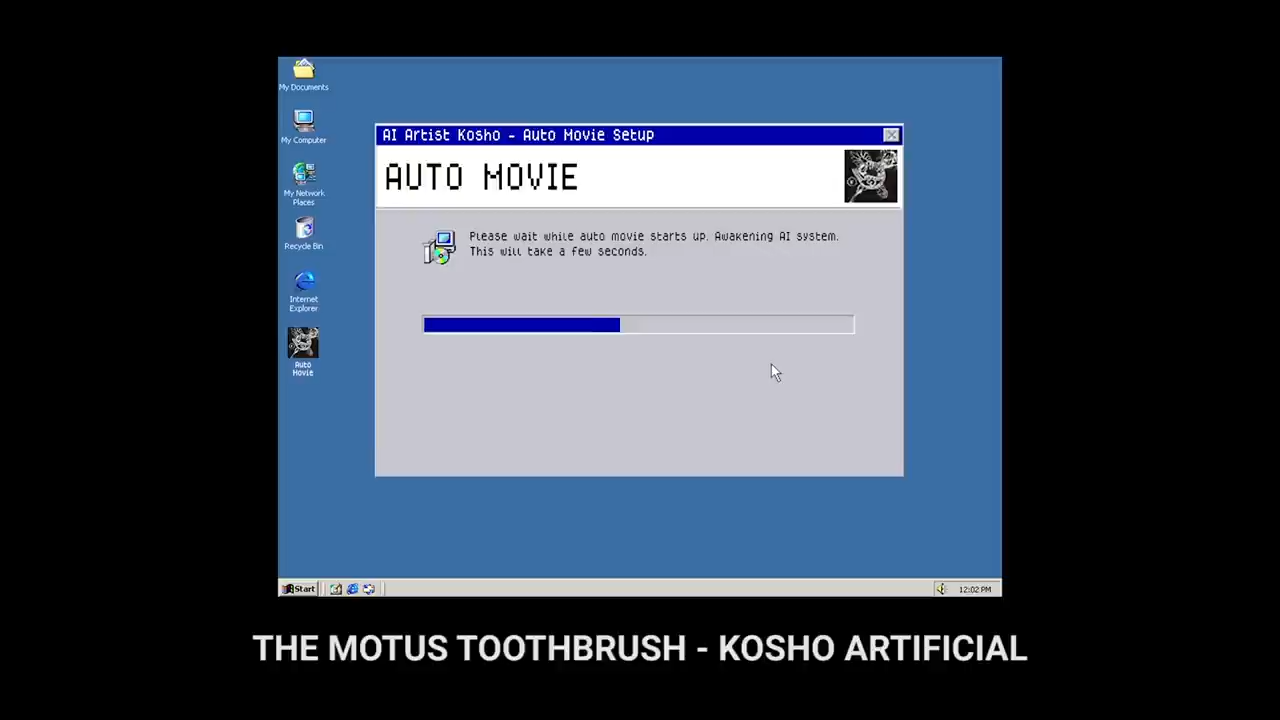 My Documents
My Computer
My Network
Places
Recycle Bin
Internet
Explorer
Auto
Movie
AI Artist Kosho - Auto Movie Setup
AUTO MOVIE
Please wait while auto movie starts up. Awakening AI system.
This will take a few seconds.
Start
12:02 PM
THE MOTUS TOOTHBRUSH - KOSHO ARTIFICIAL